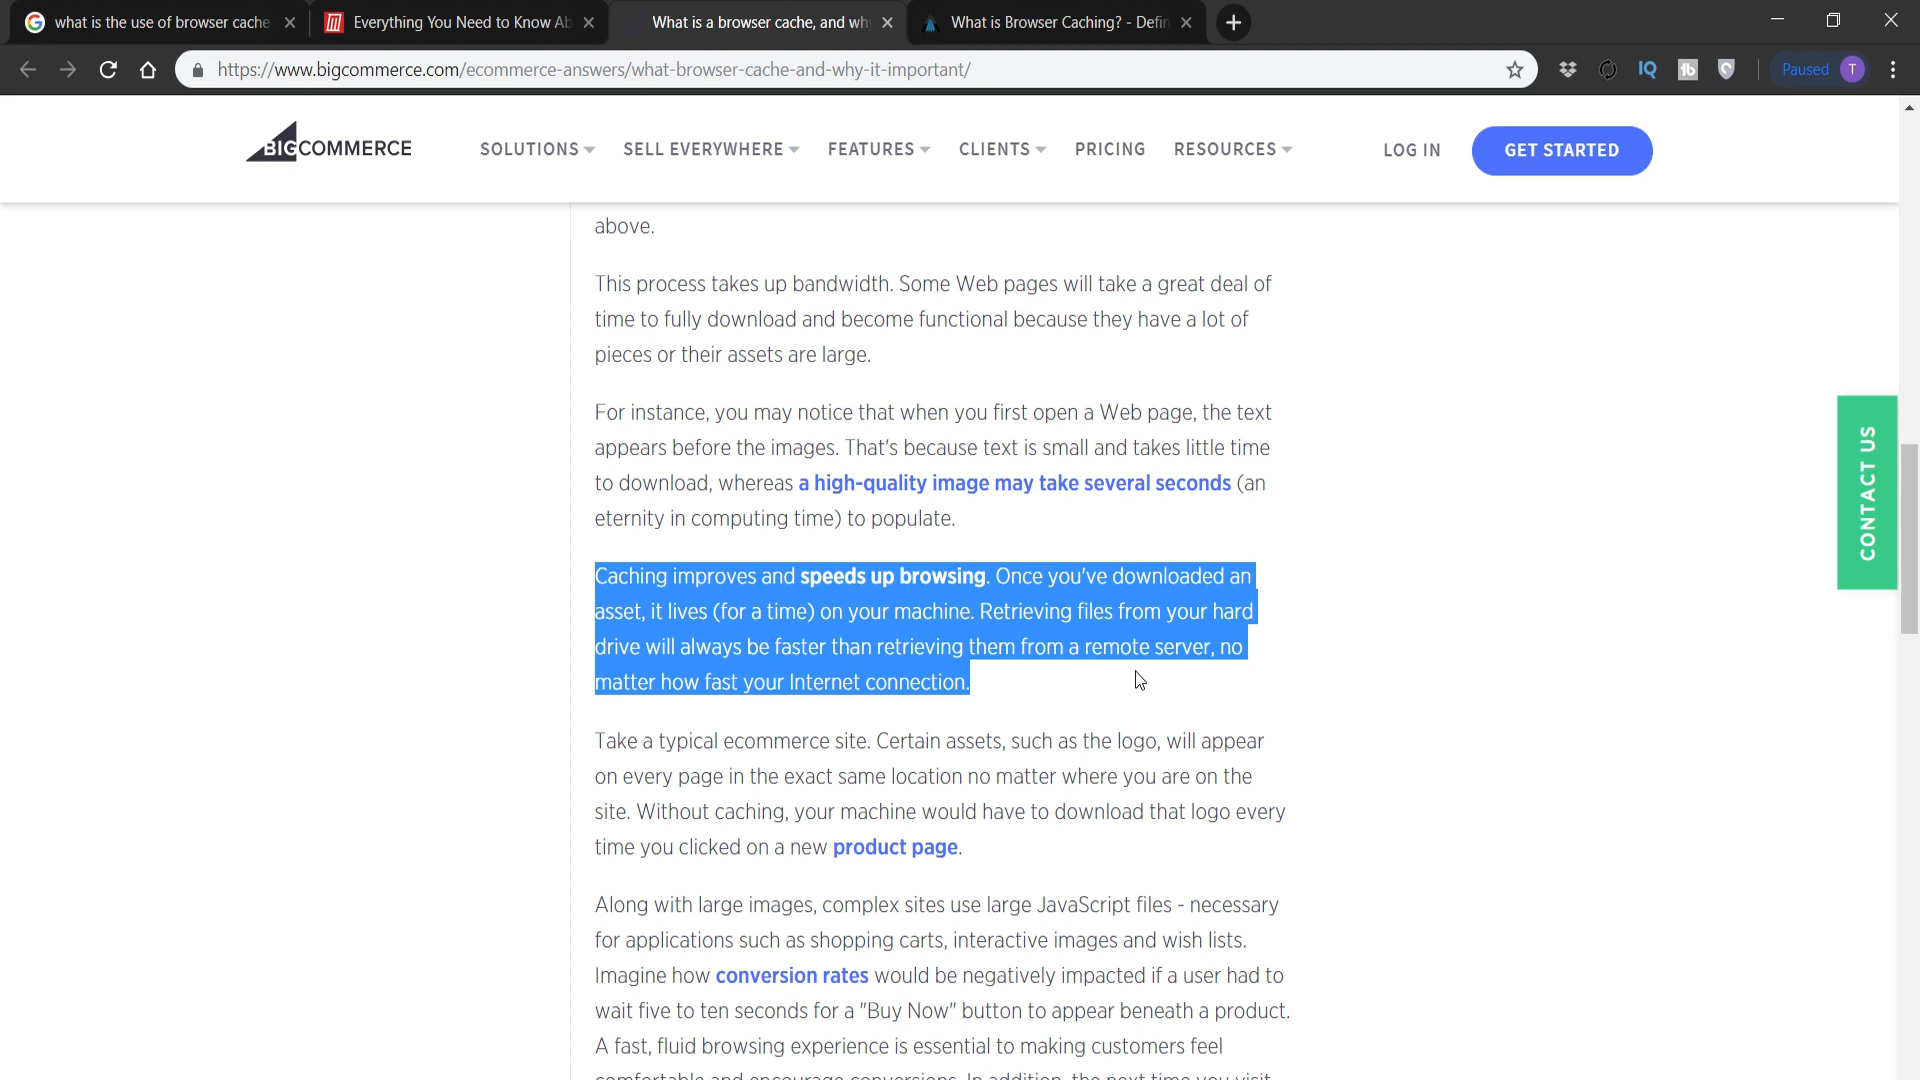 what is the use of browser cache
Everything You Need to Know Ab
What is a browser cache, and why
What is Browser Caching? - Defin
https://www.bigcommerce.com/ecommerce-answers/what-browser-cache-and-why-it-important/
IQ
tb
Paused
T
BIGCOMMERCE
SOLUTIONS
SELL EVERYWHERE
FEATURES
CLIENTS
PRICING
RESOURCES
LOG IN
GET STARTED
above.
This process takes up bandwidth. Some Web pages will take a great deal of
time to fully download and become functional because they have a lot of
pieces or their assets are large.
For instance, you may notice that when you first open a Web page, the text
appears before the images. That's because text is small and takes little time
to download, whereas a high-quality image may take several seconds (an
eternity in computing time) to populate.
Caching improves and speeds up browsing. Once you've downloaded an
asset, it lives (for a time) on your machine. Retrieving files from your hard
drive will always be faster than retrieving them from a remote server, no
matter how fast your Internet connection.
Take a typical ecommerce site. Certain assets, such as the logo, will appear
on every page in the exact same location no matter where you are on the
site. Without caching, your machine would have to download that logo every
time you clicked on a new product page.
Along with large images, complex sites use large JavaScript files - necessary
for applications such as shopping carts, interactive images and wish lists.
Imagine how conversion rates would be negatively impacted if a user had to
wait five to ten seconds for a "Buy Now" button to appear beneath a product.
A fast, fluid browsing experience is essential to making customers feel
comfortable and encourage conversions. In addition, the next time you visit
CONTACT US